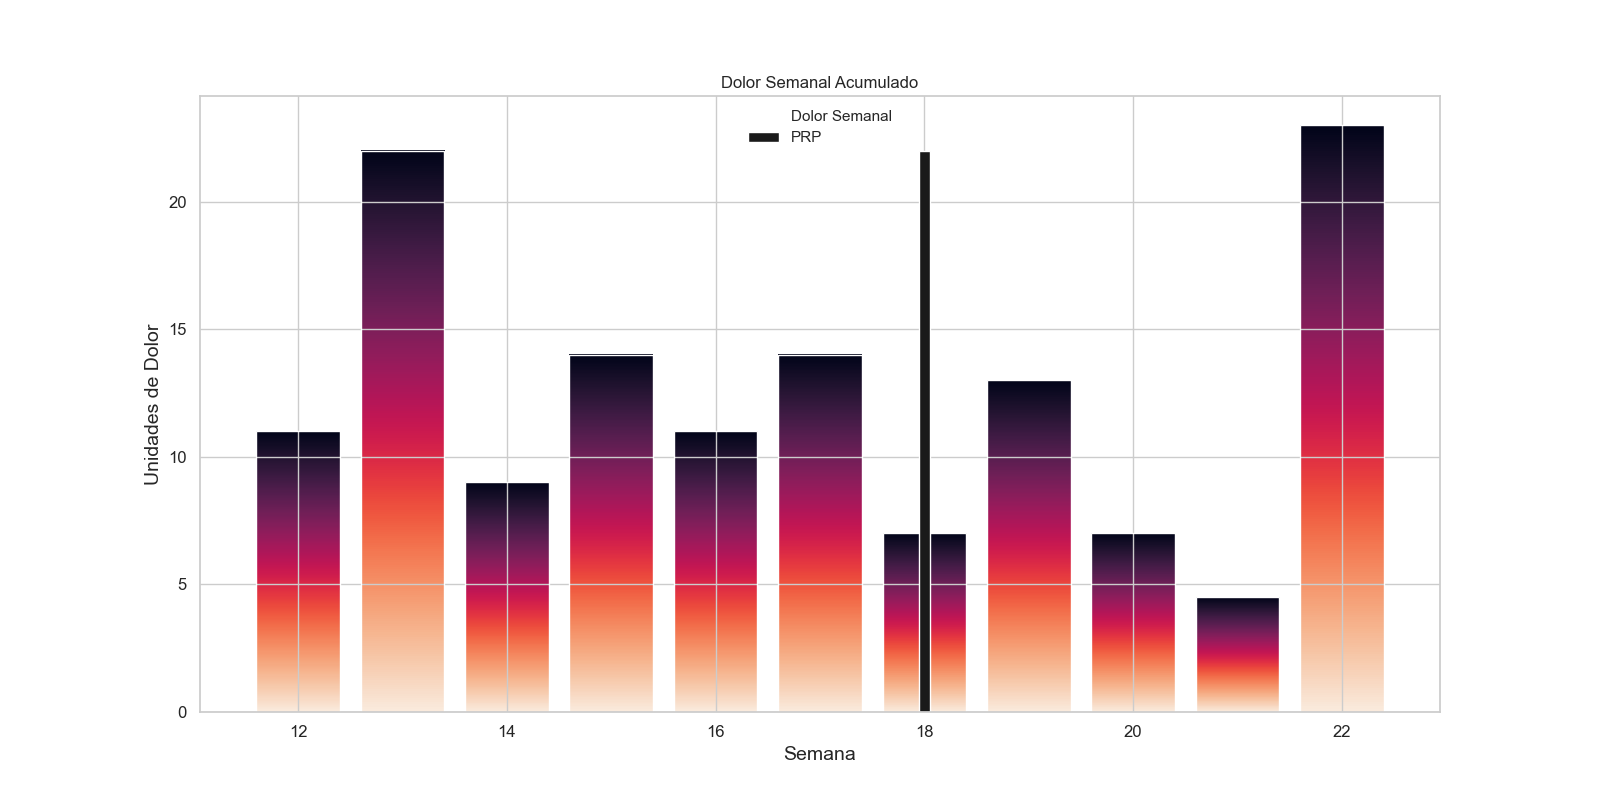 Dolor Semanal Acumulado
Dolor Semanal
PRP
Unidades de Dolor
20
15
10
5
0
12 14 16 18 20 22
Semana